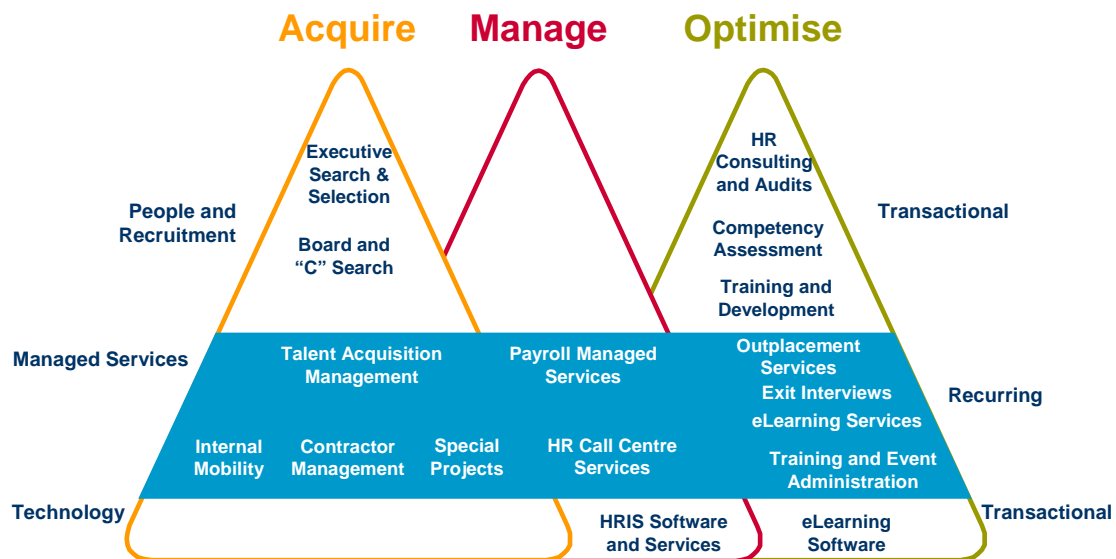 Acquire Manage Optimise
Executive
Search &
Selection
Board and
“C” Search
HR
Consulting
and Audits
Competency
Assessment
Training and
Development
People and
Recruitment
Transactional
Managed Services
Talent Acquisition
Management
Payroll Managed
Services
Outplacement
Services
Exit Interviews
eLearning Services
Recurring
Internal
Mobility
Contractor
Management
Special
Projects
HR Call Centre
Services
Training and Event
Administration
Technology
HRIS Software
and Services
eLearning
Software
Transactional